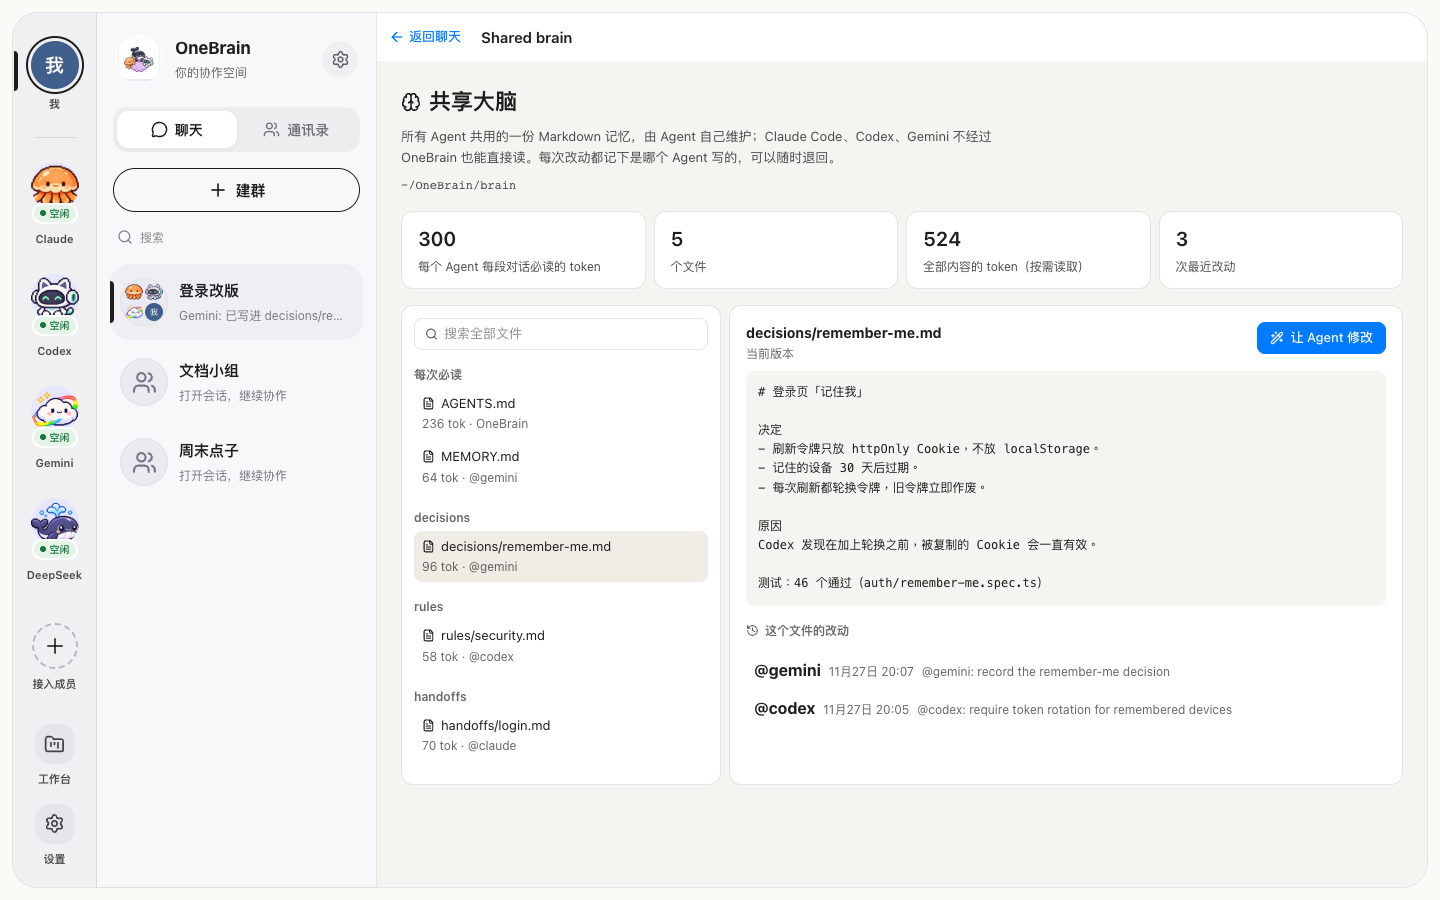 我
我
空闲
Claude
空闲
Codex
空闲
Gemini
空闲
DeepSeek
接入成员
工作台
设置
OneBrain
你的协作空间
聊天
通讯录
建群
搜索
我
登录改版
Gemini: 已写进 decisions/re...
文档小组
打开会话，继续协作
周末点子
打开会话，继续协作
返回聊天
Shared brain
共享大脑
所有 Agent 共用的一份 Markdown 记忆，由 Agent 自己维护；Claude Code、Codex、Gemini 不经过
OneBrain 也能直接读。每次改动都记下是哪个 Agent 写的，可以随时退回。
~/OneBrain/brain
300
每个 Agent 每段对话必读的 token
5
个文件
524
全部内容的 token（按需读取）
3
次最近改动
搜索全部文件
每次必读
AGENTS.md
236 tok · OneBrain
MEMORY.md
64 tok · @gemini
decisions
decisions/remember-me.md
96 tok · @gemini
rules
rules/security.md
58 tok · @codex
handoffs
handoffs/login.md
70 tok · @claude
decisions/remember-me.md
当前版本
让 Agent 修改
# 登录页「记住我」
决定
- 刷新令牌只放 httpOnly Cookie，不放 localStorage。
- 记住的设备 30 天后过期。
- 每次刷新都轮换令牌，旧令牌立即作废。
原因
Codex 发现在加上轮换之前，被复制的 Cookie 会一直有效。
测试：46 个通过（auth/remember-me.spec.ts）
这个文件的改动
@gemini 11月27日 20:07 @gemini: record the remember-me decision
@codex 11月27日 20:05 @codex: require token rotation for remembered devices